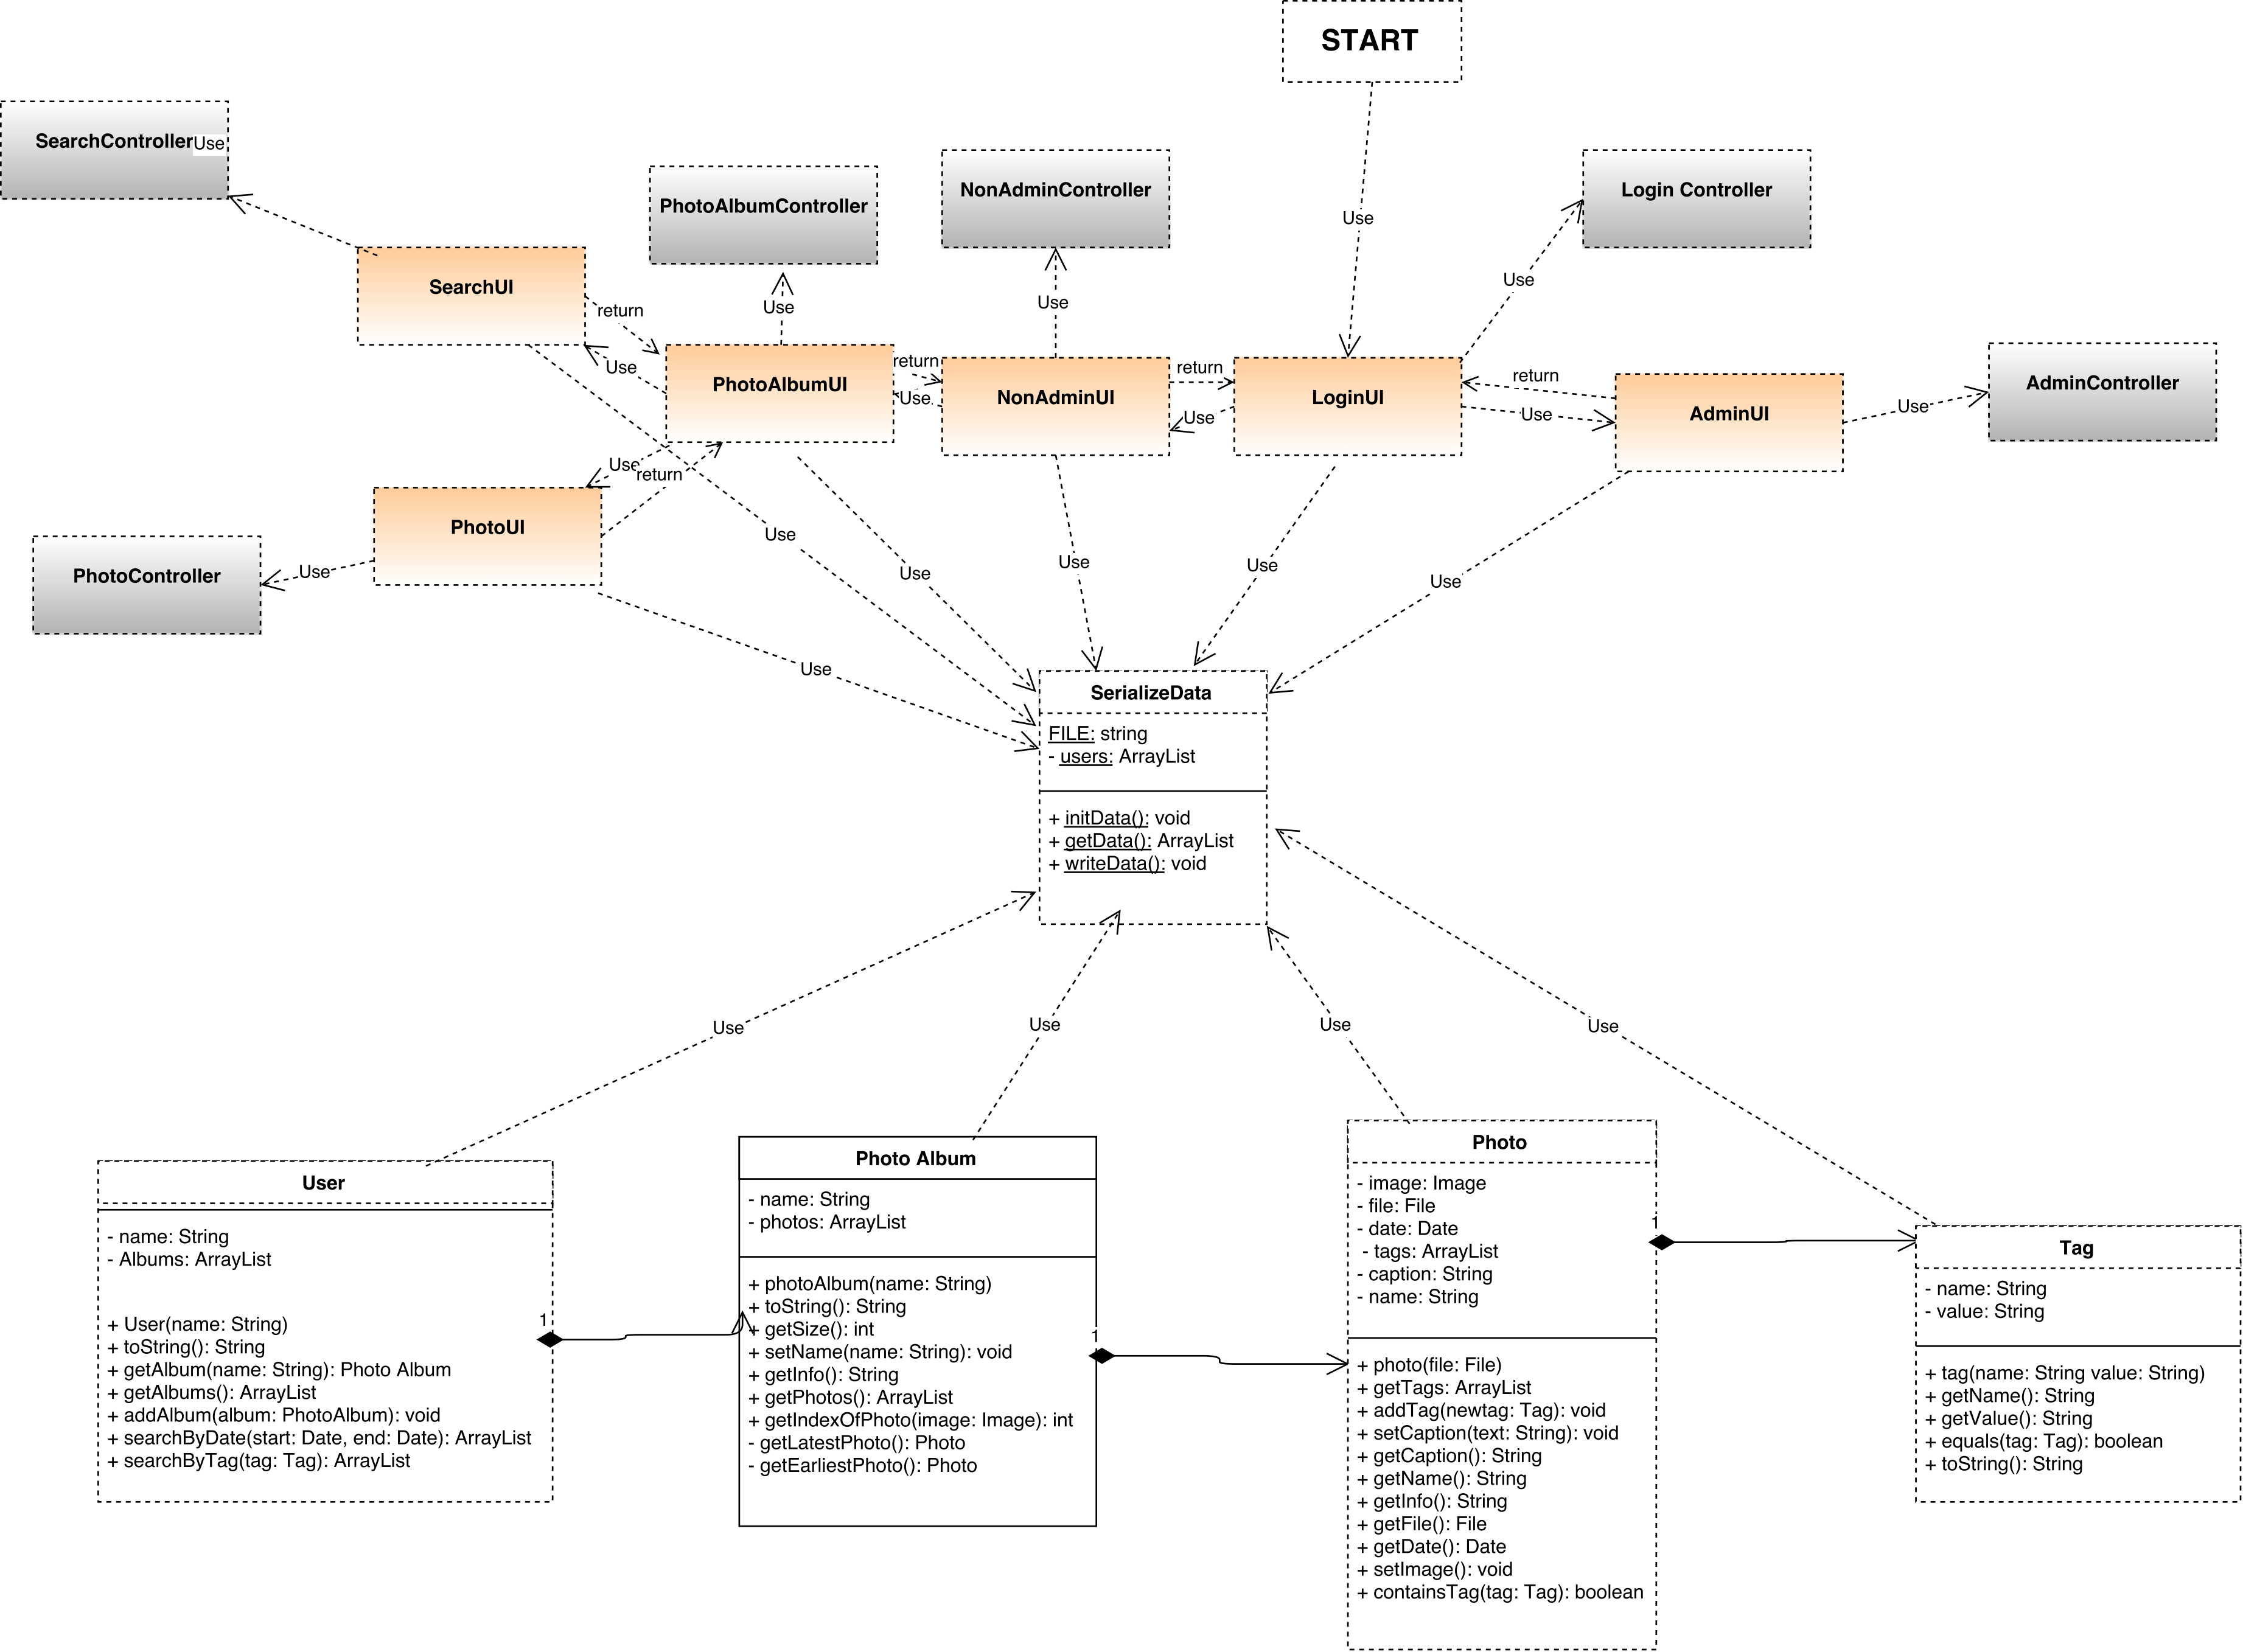 START
SearchController
Use
PhotoAlbumController
NonAdminController
Login Controller
Use
Use
SearchUI
return
Use
Use
PhotoAlbumUI
Use
return
Use
NonAdminUI
return
Use
LoginUI
return
Use
AdminUI
Use
AdminController
Use
return
PhotoUI
PhotoController
Use
Use
Use
Use
Use
Use
Use
SerializeData
FILE: string
- users: ArrayList
+ initData(): void
+ getData(): ArrayList
+ writeData(): void
Use
Use
Use
Use
User
- name: String
- Albums: ArrayList
+ User(name: String)
+ toString(): String
+ getAlbum(name: String): Photo Album
+ getAlbums(): ArrayList
+ addAlbum(album: PhotoAlbum): void
+ searchByDate(start: Date, end: Date): ArrayList
+ searchByTag(tag: Tag): ArrayList
1
Photo Album
- name: String
- photos: ArrayList
+ photoAlbum(name: String)
+ toString(): String
+ getSize(): int
+ setName(name: String): void
+ getInfo(): String
+ getPhotos(): ArrayList
+ getIndexOfPhoto(image: Image): int
- getLatestPhoto(): Photo
- getEarliestPhoto(): Photo
1
Photo
- image: Image
- file: File
- date: Date
- tags: ArrayList
- caption: String
- name: String
+ photo(file: File)
+ getTags: ArrayList
+ addTag(newtag: Tag): void
+ setCaption(text: String): void
+ getCaption(): String
+ getName(): String
+ getInfo(): String
+ getFile(): File
+ getDate(): Date
+ setImage(): void
+ containsTag(tag: Tag): boolean
1
Tag
- name: String
- value: String
+ tag(name: String value: String)
+ getName(): String
+ getValue(): String
+ equals(tag: Tag): boolean
+ toString(): String